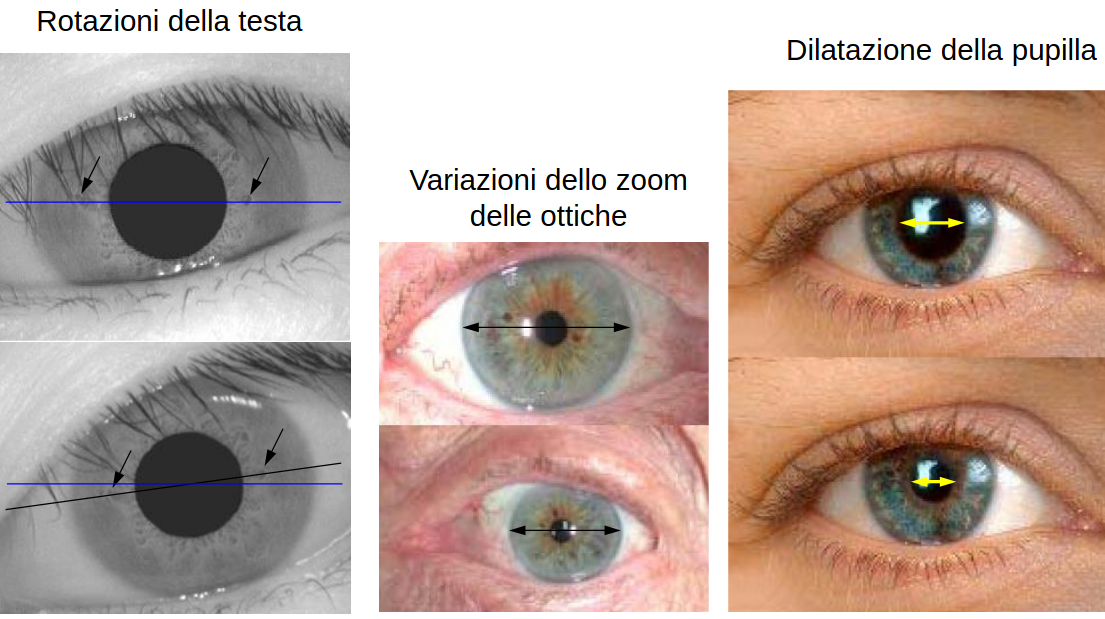 Rotazioni della testa
Variazioni dello zoom
delle ottiche
Dilatazione della pupilla